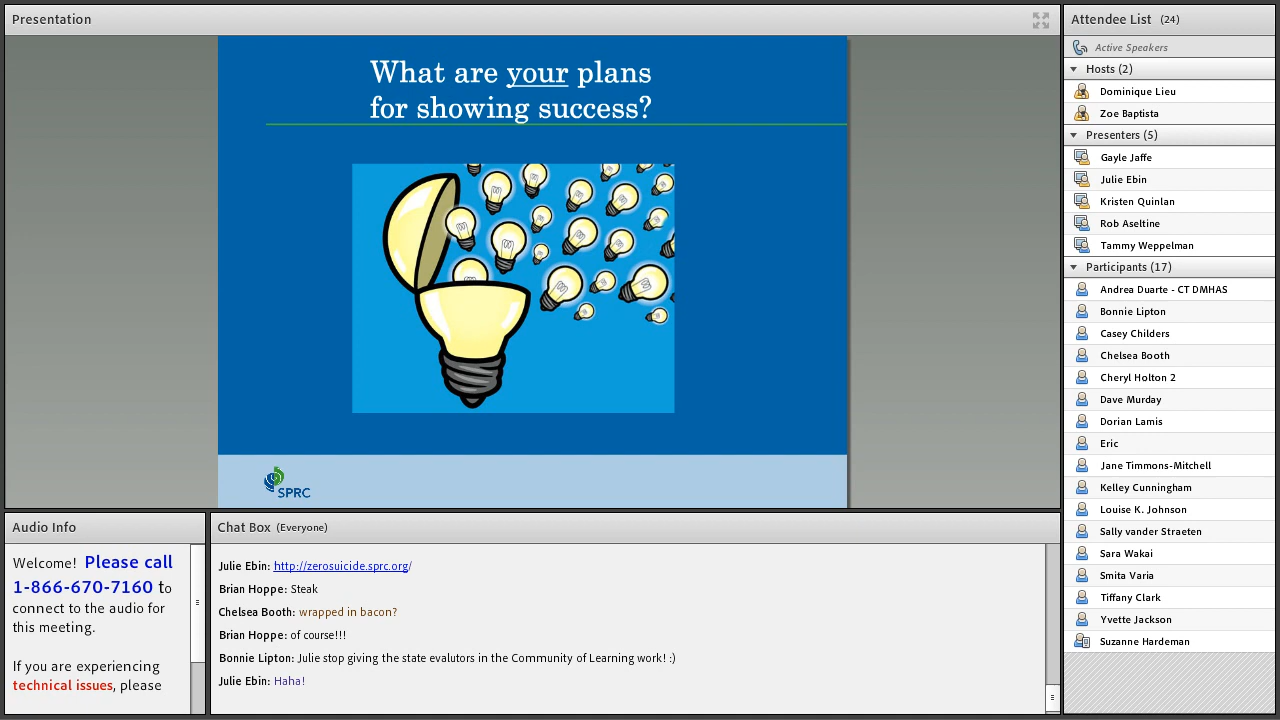 Presentation
What are your plans
for showing success?
SPRC
Audio Info
Welcome! Please call
1-866-670-7160 to
connect to the audio for
this meeting.
If you are experiencing
technical issues, please
Chat Box (Everyone)
Julie Ebin: http://zerosuicide.sprc.org/
Brian Hoppe: Steak
Chelsea Booth: wrapped in bacon?
Brian Hoppe: of course!!!
Bonnie Lipton: Julie stop giving the state evalutors in the Community of Learning work! :)
Julie Ebin: Haha!
Attendee List (24)
Active Speakers
Hosts (2)
Dominique Lieu
Zoe Baptista
Presenters (5)
Gayle Jaffe
Julie Ebin
Kristen Quinlan
Rob Aseltine
Tammy Weppelman
Participants (17)
Andrea Duarte - CT DMHAS
Bonnie Lipton
Casey Childers
Chelsea Booth
Cheryl Holton 2
Dave Murday
Dorian Lamis
Eric
Jane Timmons-Mitchell
Kelley Cunningham
Louise K. Johnson
Sally vander Straeten
Sara Wakai
Smita Varia
Tiffany Clark
Yvette Jackson
Suzanne Hardeman